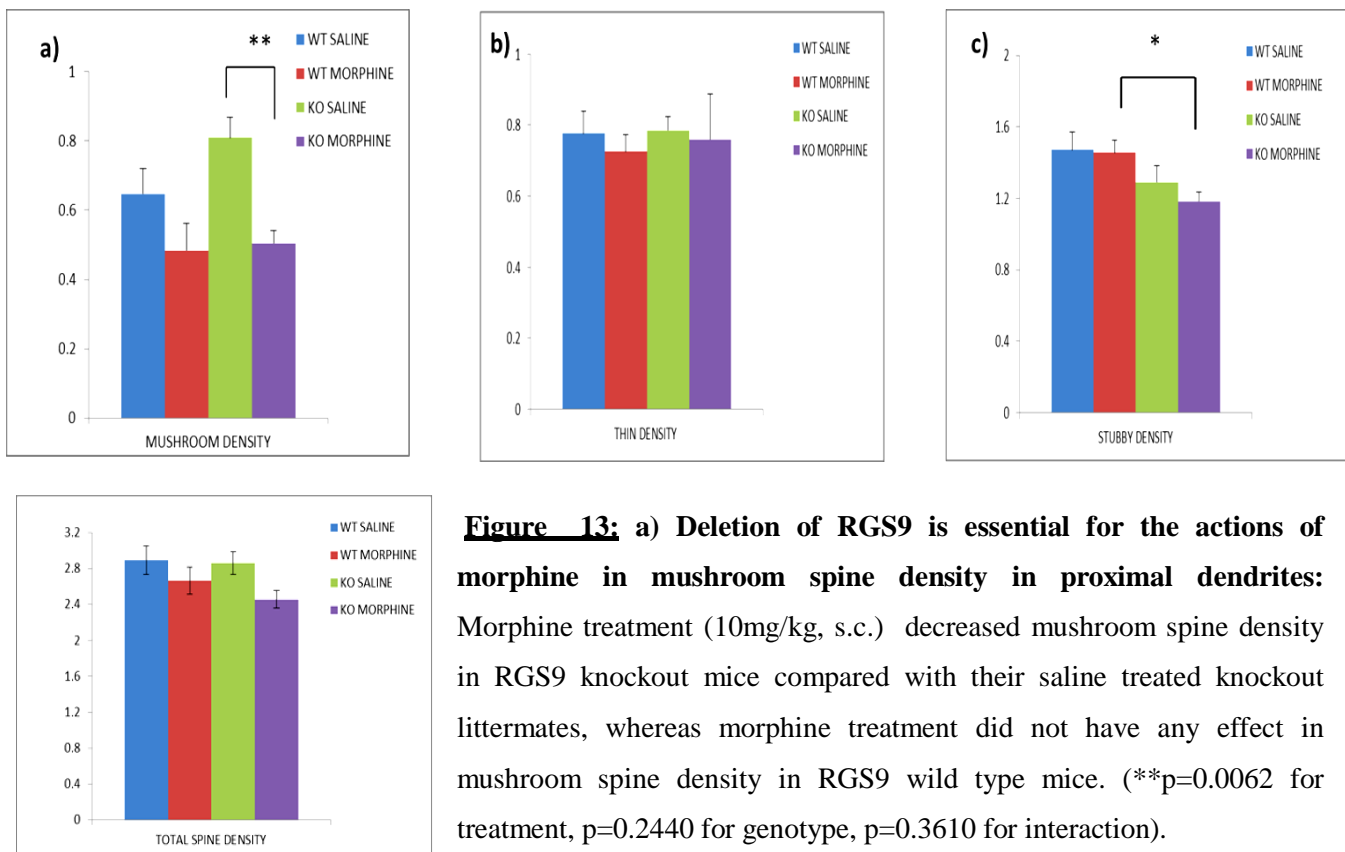 a)
**
WT SALINE
WT MORPHINE
KO SALINE
KO MORPHINE
1
0.8
0.6
0.4
0.2
0
MUSHROOM DENSITY
b)
WT SALINE
WT MORPHINE
KO SALINE
KO MORPHINE
1
0.8
0.6
0.4
0.2
0
THIN DENSITY
c)
*
WT SALINE
WT MORPHINE
KO SALINE
KO MORPHINE
2
1.6
1.2
0.8
0.4
0
STUBBY DENSITY
WT SALINE
WT MORPHINE
KO SALINE
KO MORPHINE
3.2
2.8
2.4
2
1.6
1.2
0.8
0.4
0
TOTAL SPINE DENSITY
Figure 13: a) Deletion of RGS9 is essential for the actions of
morphine in mushroom spine density in proximal dendrites:
Morphine treatment (10mg/kg, s.c.) decreased mushroom spine density
in RGS9 knockout mice compared with their saline treated knockout
littermates, whereas morphine treatment did not have any effect in
mushroom spine density in RGS9 wild type mice. (**p=0.0062 for
treatment, p=0.2440 for genotype, p=0.3610 for interaction).